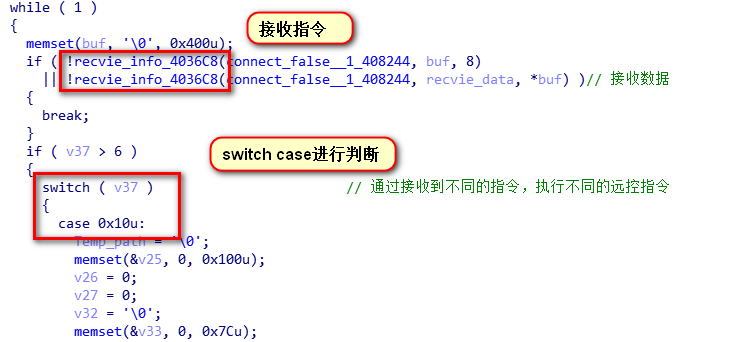 while ( 1 )
{
接收指令
memset(buf, '\0', 0x400u);
if ( !recvie_info_4036C8(connect_false__1_408244, buf, 8)
|| !recvie_info_4036C8(connect_false__1_408244, recvie_data, *buf) )// 接收数据
{
break;
}
if ( v37 > 6 )
switch case进行判断
{
switch ( v37 ) // 通过接收到不同的指令，执行不同的远控指令
{
case 0x10u:
Temp_path = '\0';
memset(&v25, 0, 0x100u);
v26 = 0;
v27 = 0;
v32 = '\0';
memset(&v33, 0, 0x7Cu);